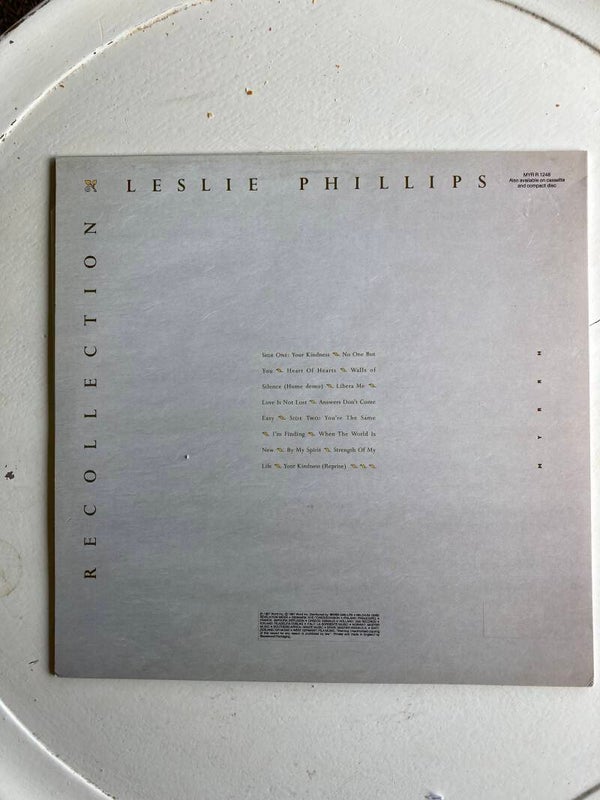 LESLIE PHILLIPS
MYR R 1248
Also available on cassette
and compact disc
RECOLLECTION
SIDE ONE: Your Kindness No One But
You Heart Of Hearts Walls of
Silence (Home demo) Libera Me
Love Is Not Lost Answers Don't Come
Easy SIDE TWO: You're The Same
I'm Finding When The World Is
New By My Spirit Strength Of My
Life Your Kindness (Reprise)
MYRRH